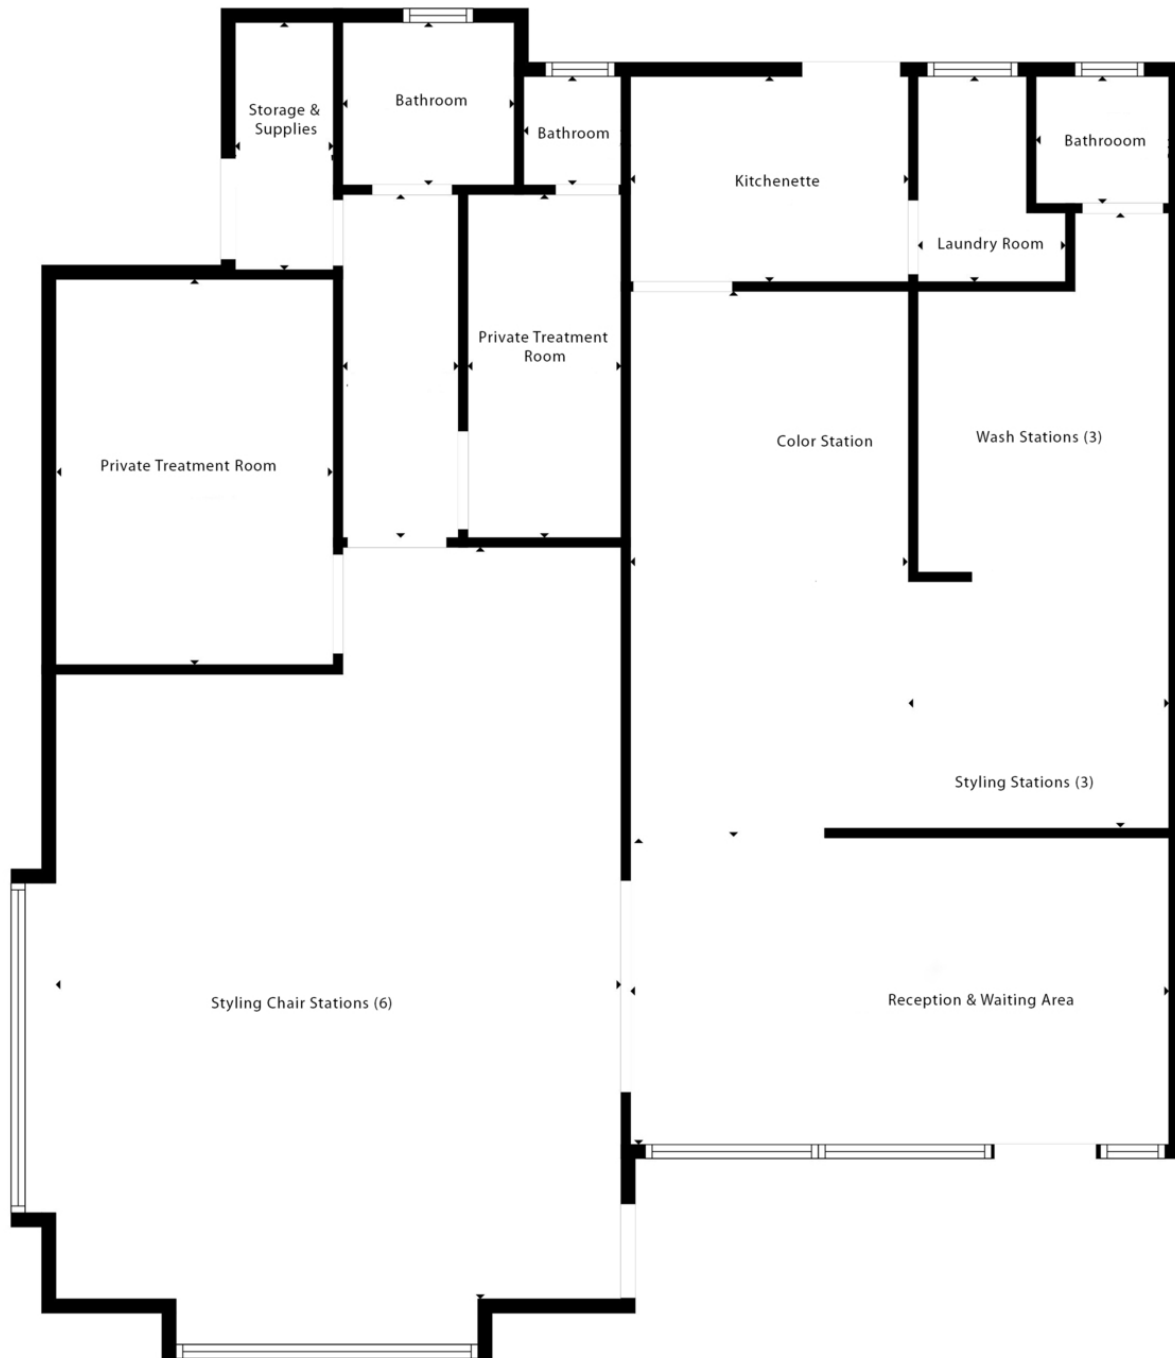 Bathroom
Storage &
Supplies
Bathroom
Bathrooom
Kitchenette
Laundry Room
Private Treatment
Room
Color Station
Wash Stations (3)
Private Treatment Room
Styling Stations (3)
Styling Chair Stations (6)
Reception & Waiting Area